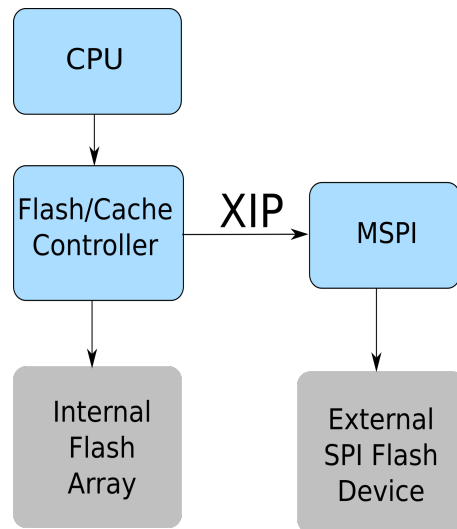 CPU
Flash/Cache
Controller
XIP
MSPI
Internal
Flash
Array
External
SPI Flash
Device